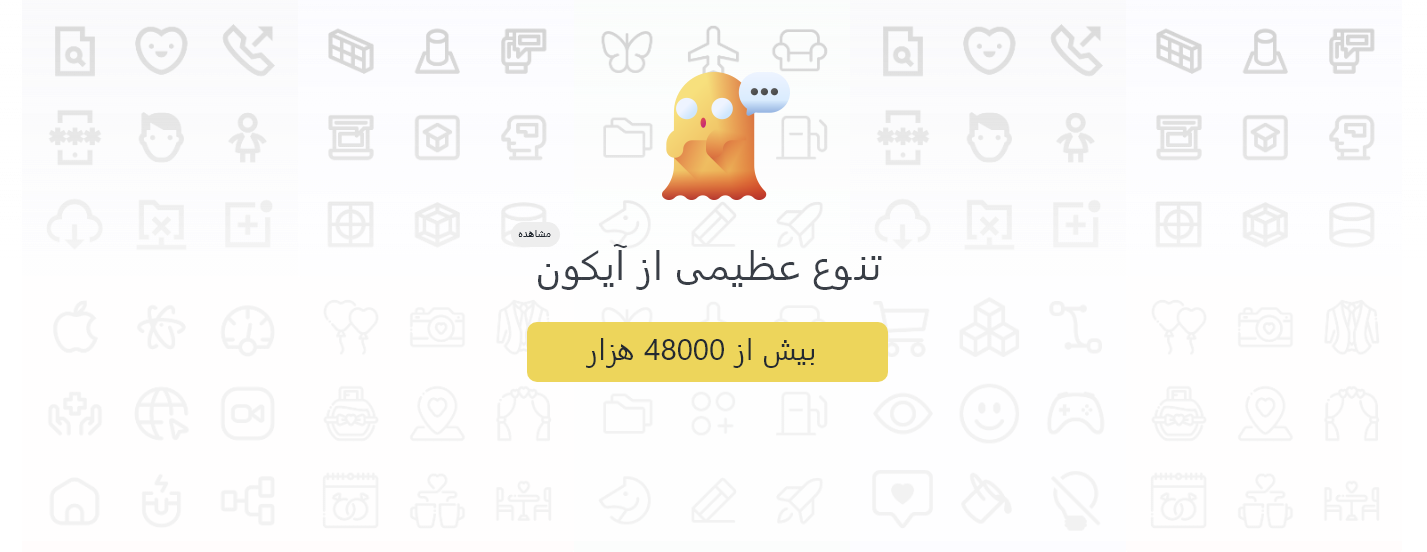 مشاهده
تنوع عظیمی از آیکون
بیش از 48000 هزار